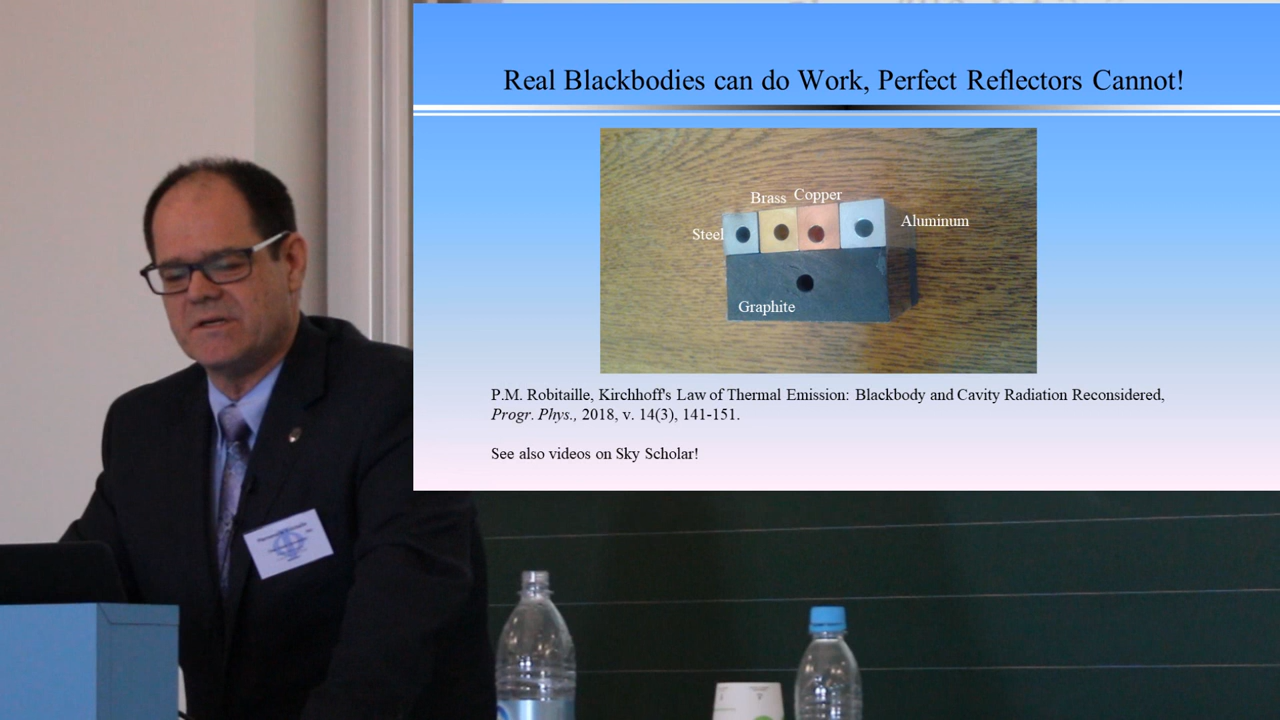 Real Blackbodies can do Work, Perfect Reflectors Cannot!
Brass Copper
Steel
Aluminum
Graphite
P.M. Robitaille, Kirchhoff's Law of Thermal Emission: Blackbody and Cavity Radiation Reconsidered,
Progr. Phys., 2018, v. 14(3), 141-151.
See also videos on Sky Scholar!